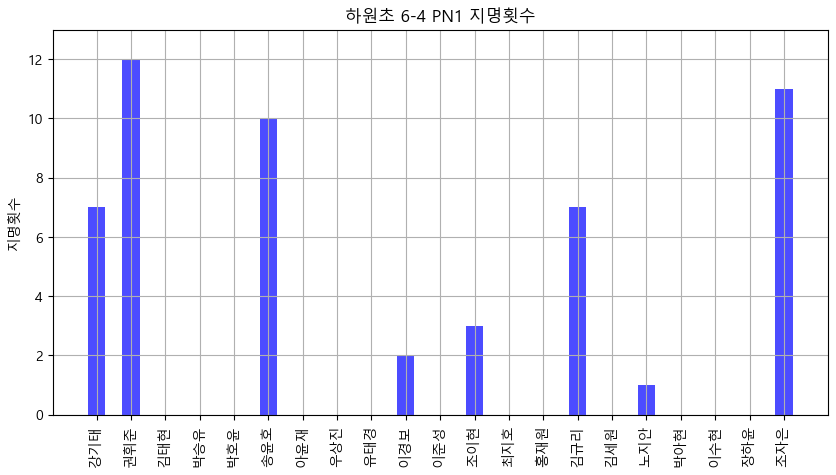 하원초 6-4 PN1 지명횟수
지명횟수
12
10
8
6
4
2
0
강기태
권휘준
김태현
박승유
박호윤
송윤호
아윤재
우상진
유태경
이경보
이준성
조이현
최지호
홍재원
김규리
김세원
노지안
박아현
이수현
장하윤
조자은